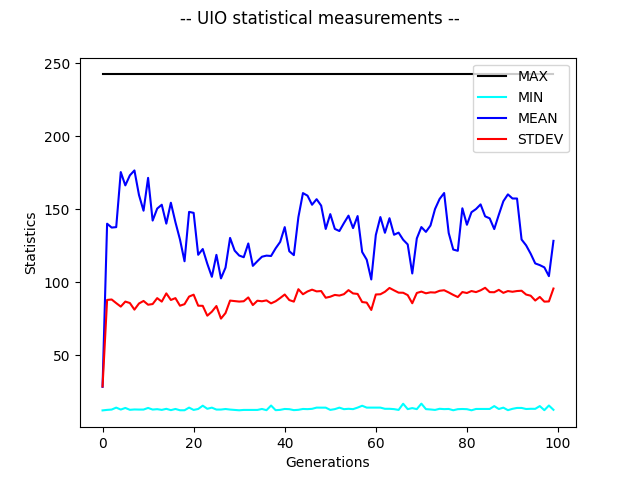 -- UIO statistical measurements --
250
200
150
100
50
Statistics
MAX
MIN
MEAN
STDEV
0 20 40 60 80 100
Generations